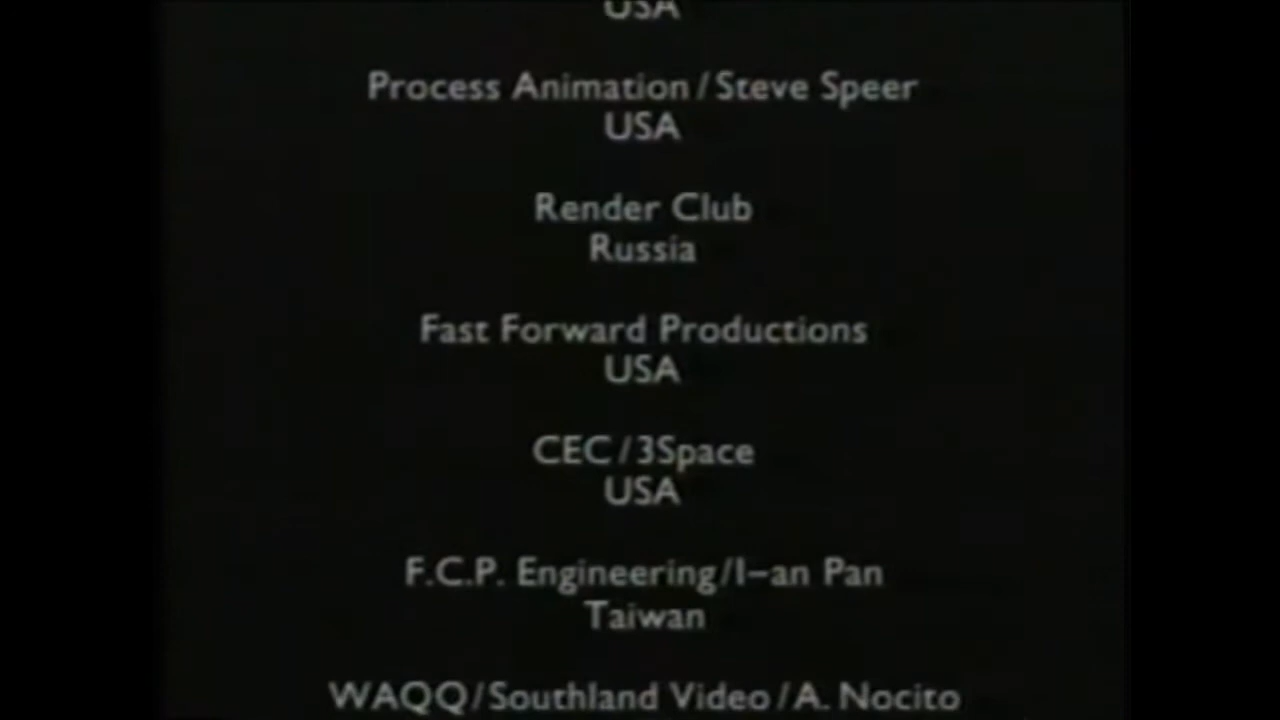 USA
Process Animation / Steve Speer
USA
Render Club
Russia
Fast Forward Productions
USA
CEC / 3Space
USA
F.C.P. Engineering/I-an Pan
Taiwan
WAQQ/Southland Video / A. Nocito